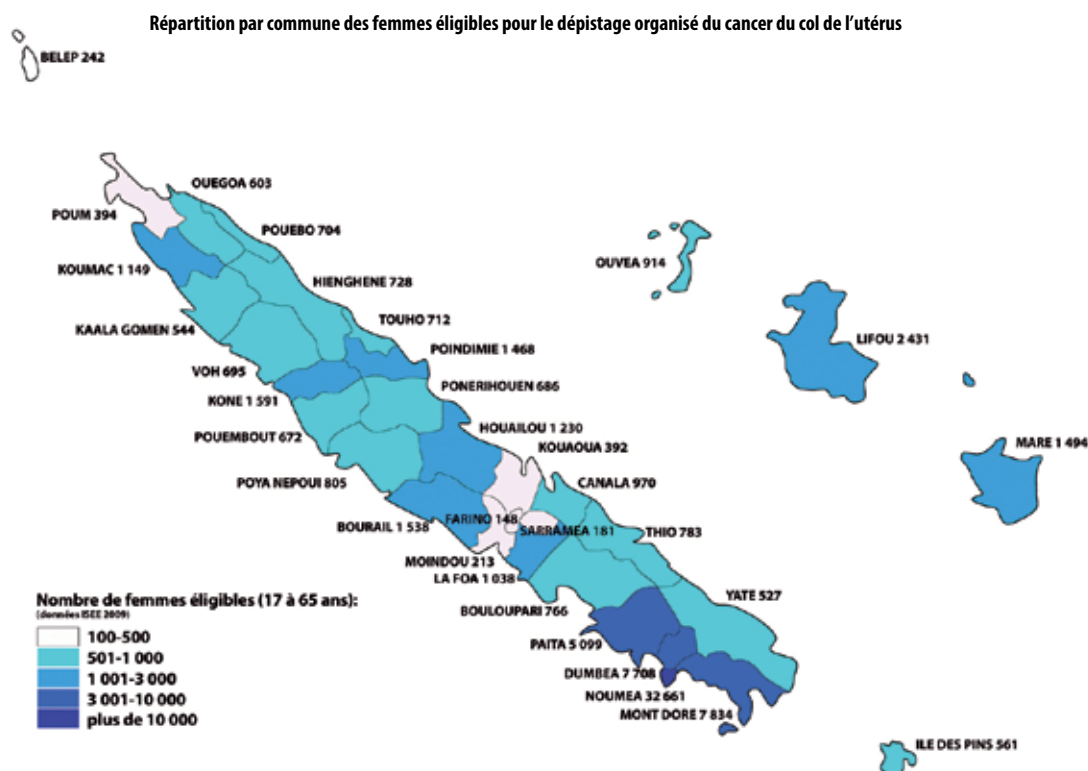 Répartition par commune des femmes éligibles pour le dépistage organisé du cancer du col de l'utérus
BELEP 242
OUEGOA 603
POUM 394
POUEBO 704
OUVEA 914
KOUMAC 1 149
HIENGHENE 728
TOUHO 712
KAALA GOMEN 544
LIFOU 2 431
POINDIMIE 1 468
VOH 695
PONERIHOUEN 686
KONE 1 591
HOUAILOU 1 230
POUEMBOUT 672
KOUAOUA 392
MARE 1 494
POYA NEPOUI 805
CANALA 970
FARINO 148
BOURAIL 1 538
SARRAMEA 181
THIO 783
MOINDOU 213
LA FOA 1 038
YATE 527
BOULOUPARI 766
PAITA 5 099
DUMBEA 7 708
NOUMEA 32 661
MONT DORE 7 834
ILE DES PINS 561
Nombre de femmes éligibles (17 à 65 ans):
(données ISEE 2009)
100-500
501-1 000
1 001-3 000
3 001-10 000
plus de 10 000